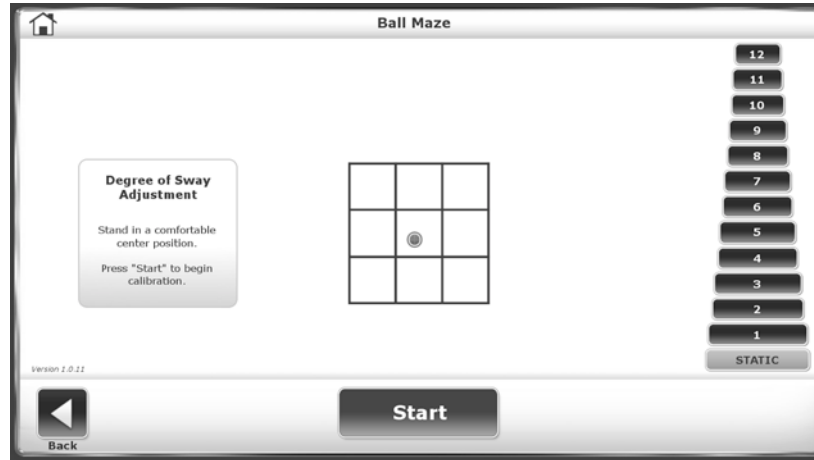 Ball Maze
Degree of Sway
Adjustment
Stand in a comfortable
center position.
Press "Start" to begin
calibration.
12
11
10
9
8
7
6
5
4
3
2
1
STATIC
Version 1.0.11
Back
Start